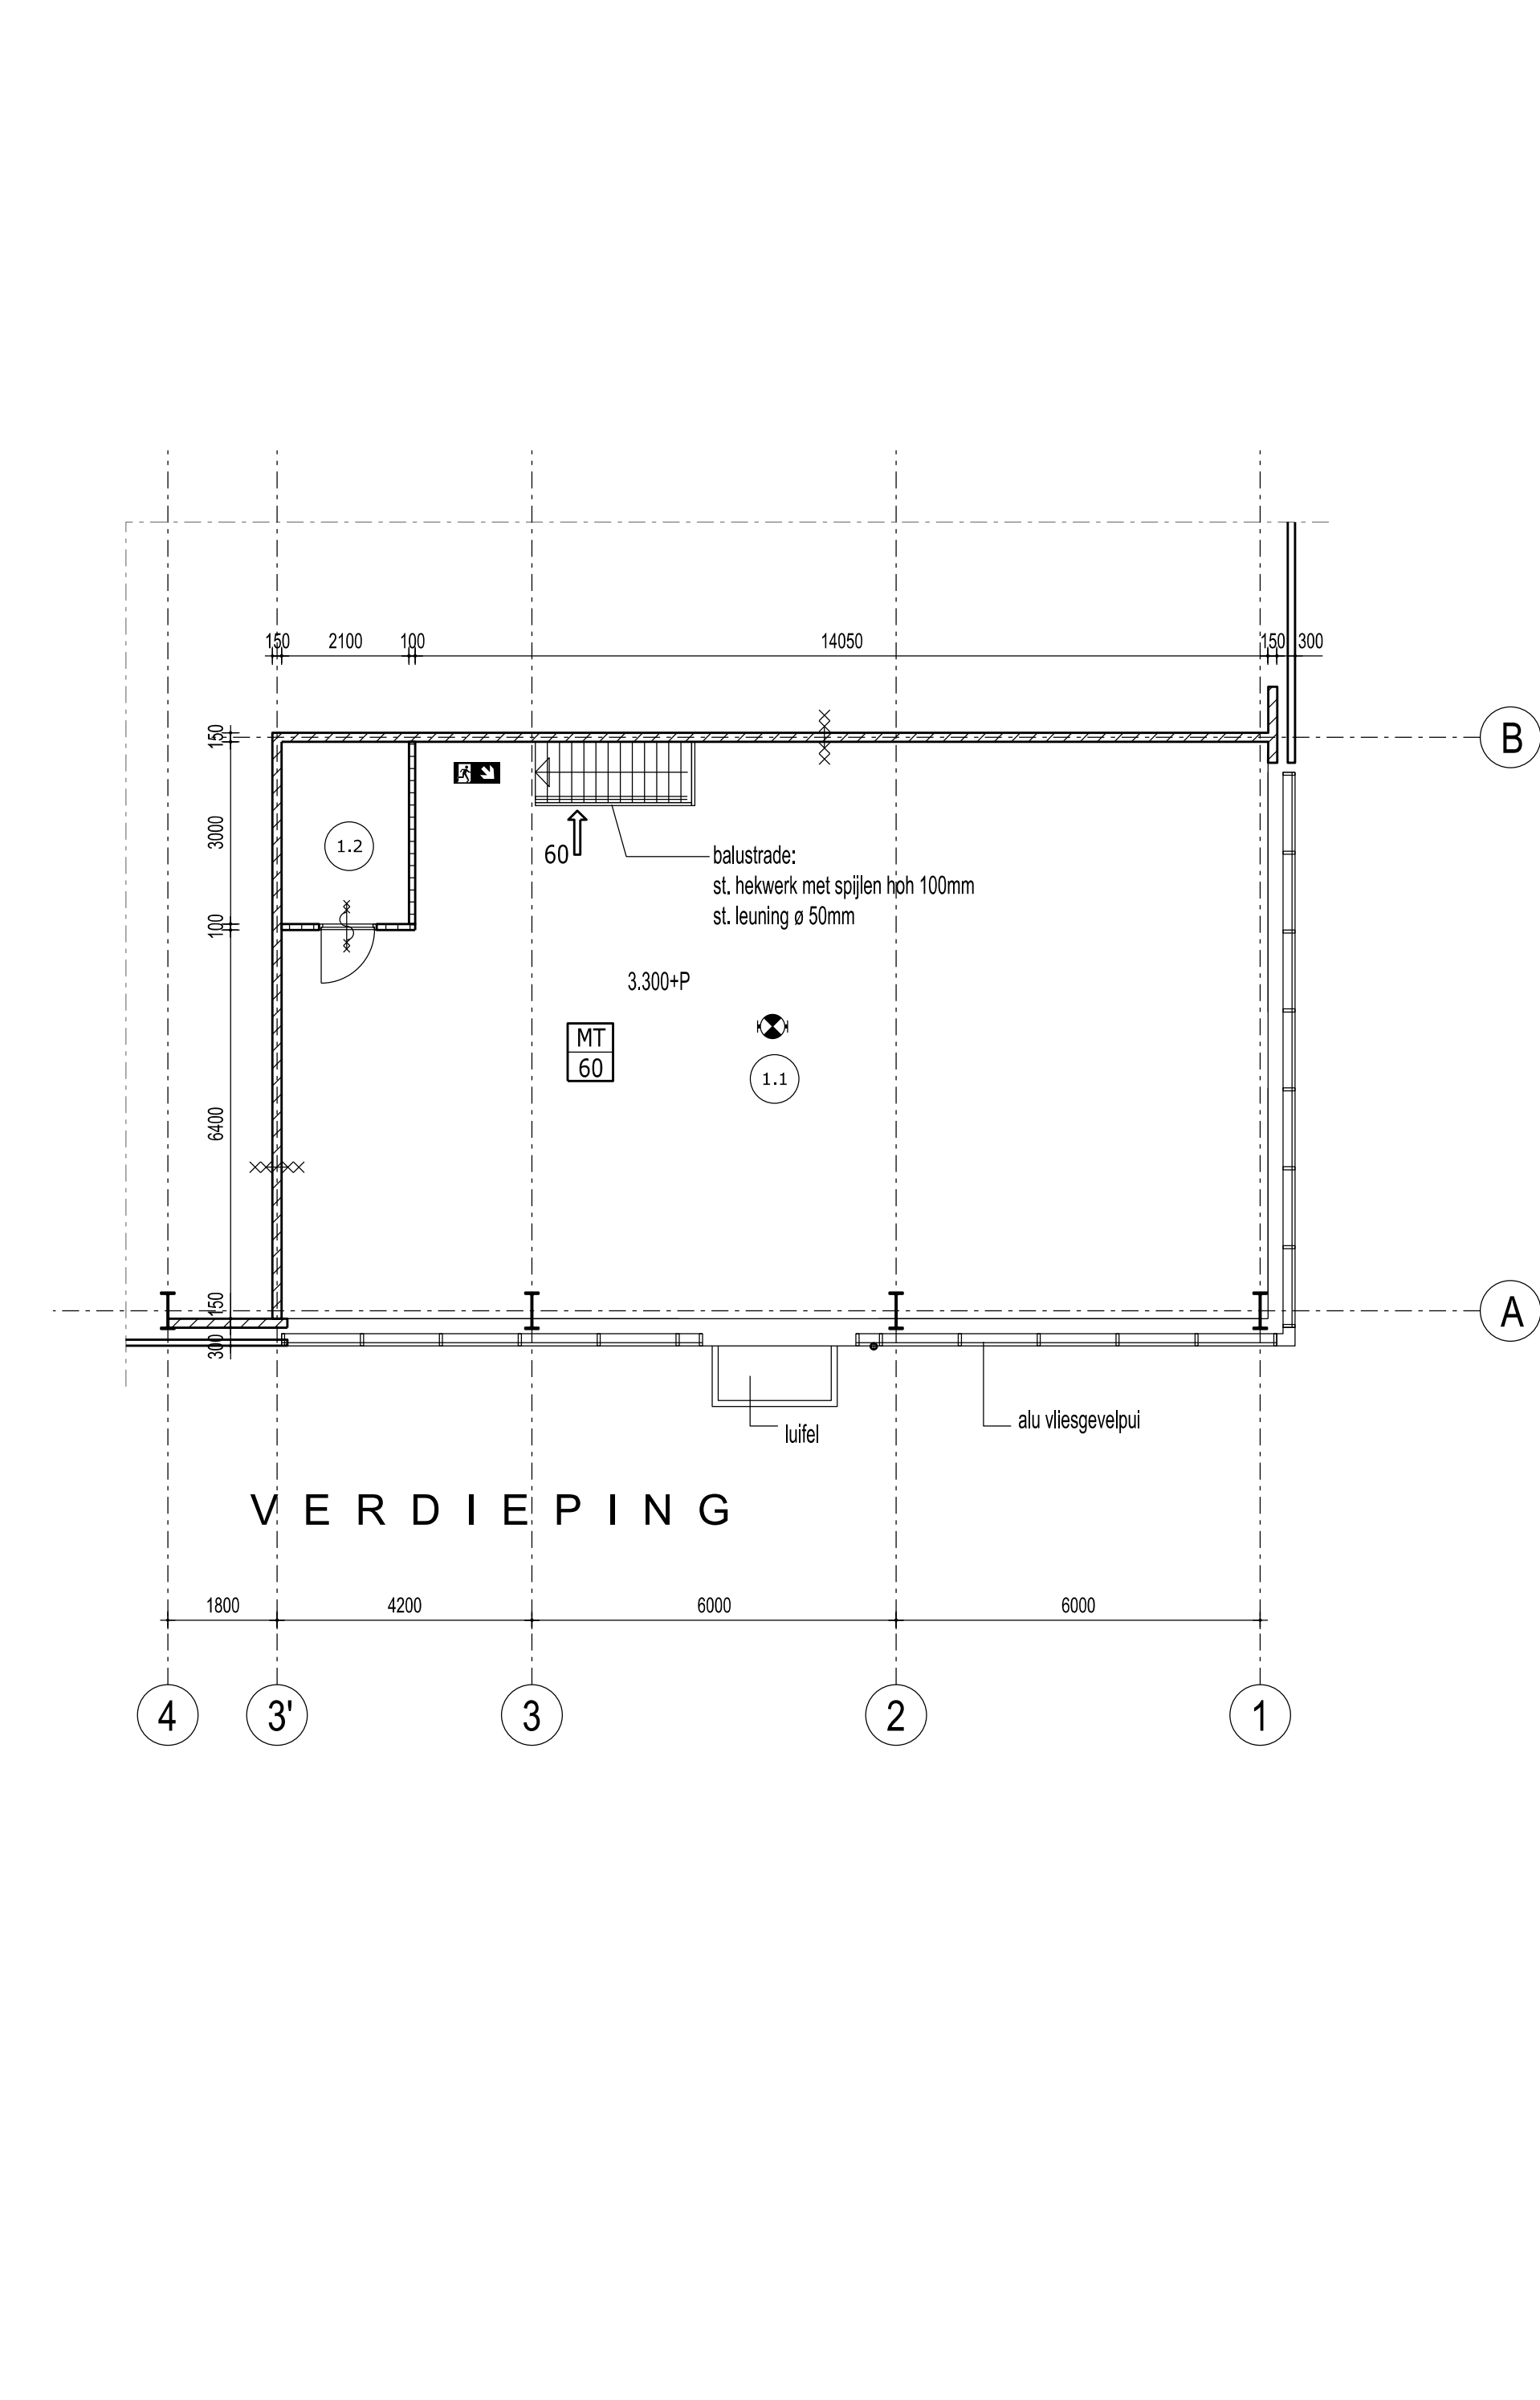 150 2100 100 14050 150 300
150
B
3000
1.2
60
balustrade:
st. hekwerk met spijlen hoh 100mm
st. leuning ø 50mm
100
3.300+P
MT
60
1.1
6400
150
A
300
luifel
alu vliesgevelpui
VERDIEPING
1800 4200 6000 6000
4 3' 3 2 1